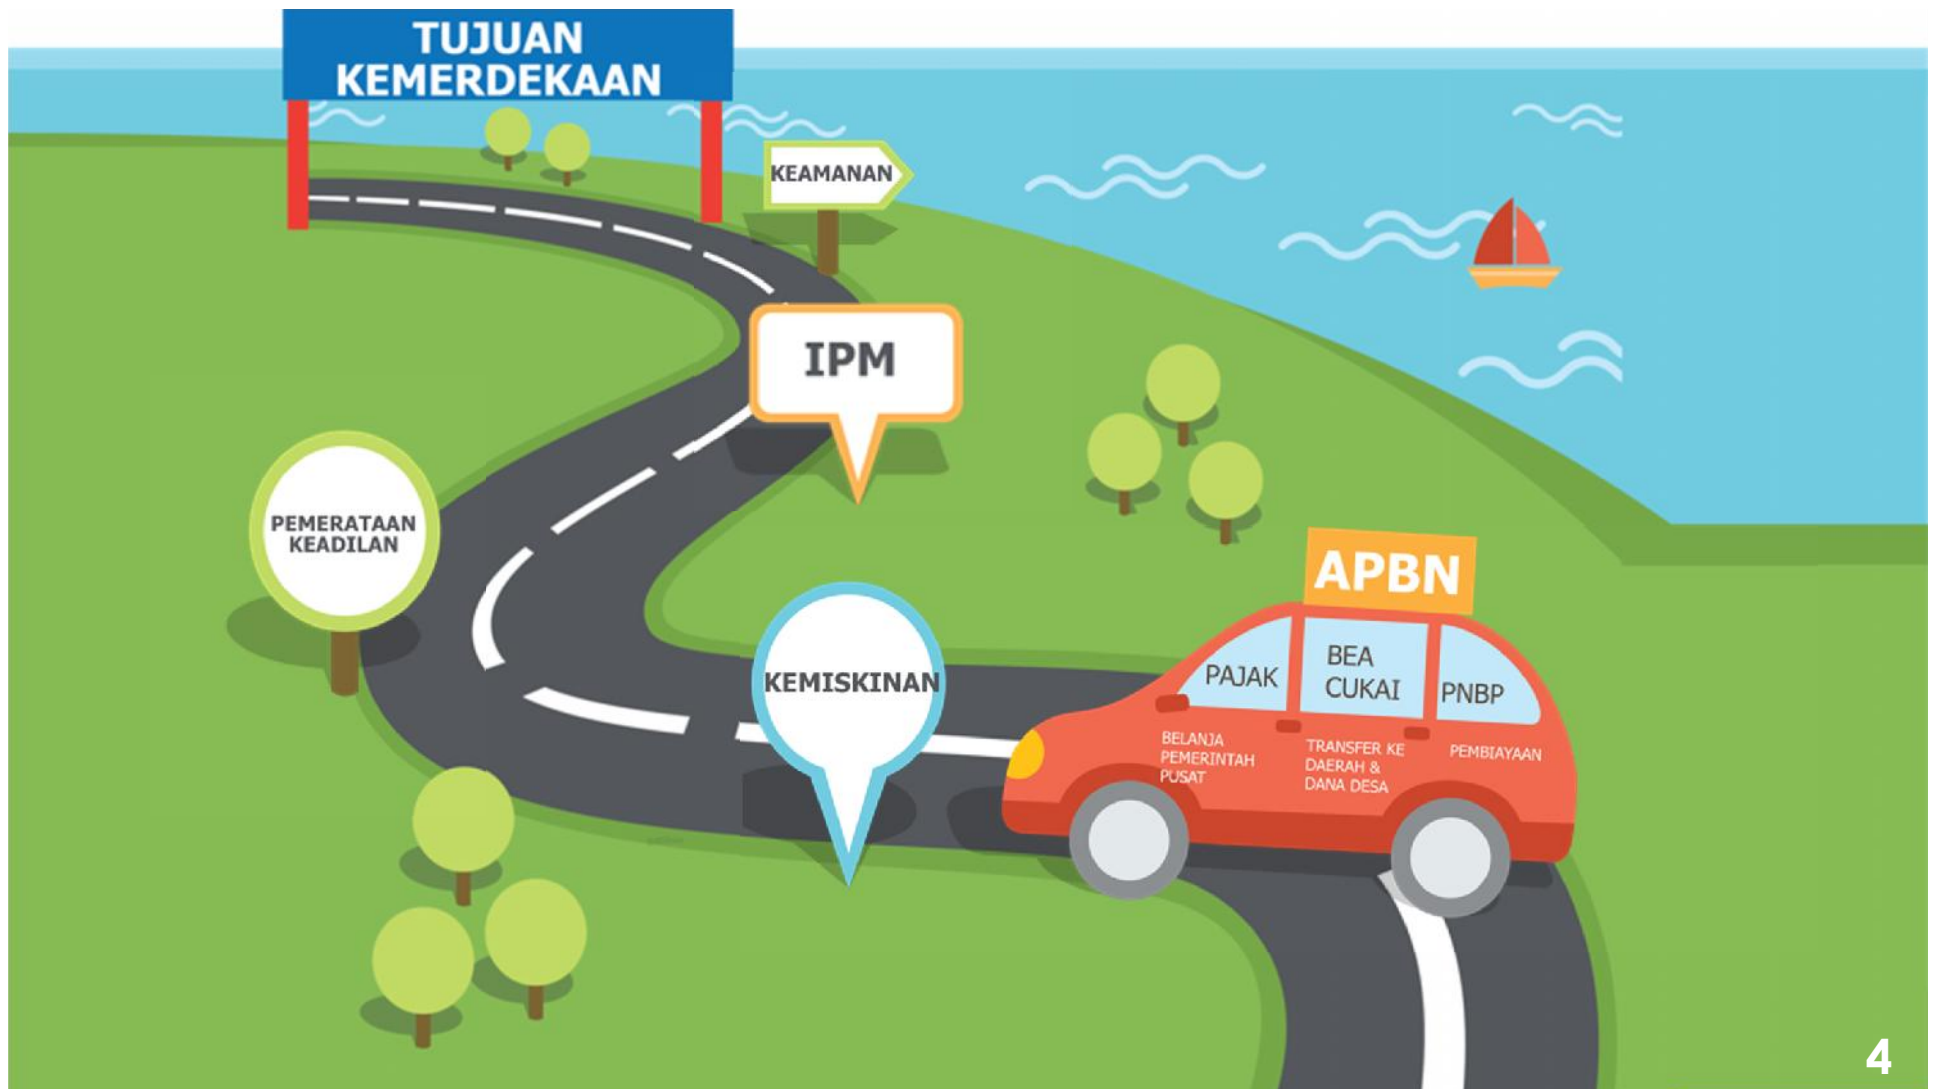 TUJUAN
KEMERDEKAAN
KEAMANAN
IPM
PEMERATAAN
KEADILAN
KEMISKINAN
APBN
PAJAK
BEA
CUKAI
PNBP
BELANJA
PEMERINTAH
PUSAT
TRANSFER KE
DAERAH &
DANA DESA
PEMBIAYAAN
4